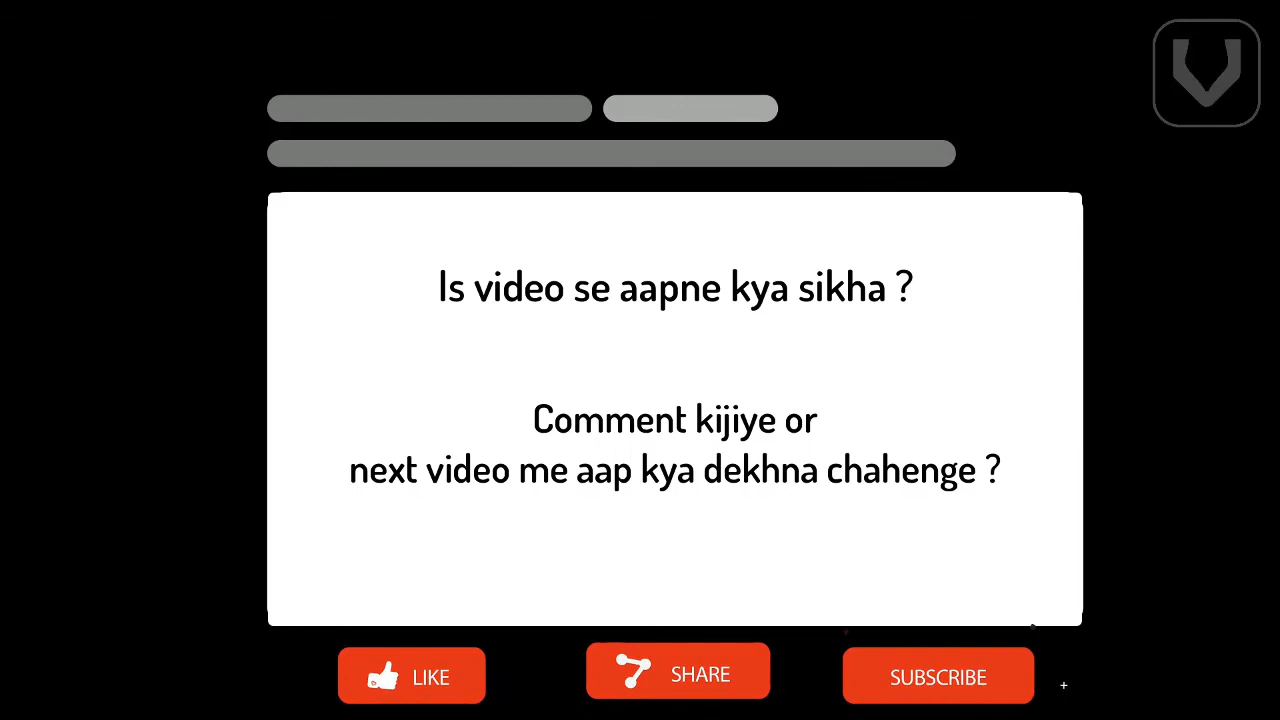 Is video se aapne kya sikha ?
Comment kijiye or
next video me aap kya dekhna chahenge ?
LIKE
SHARE
SUBSCRIBE